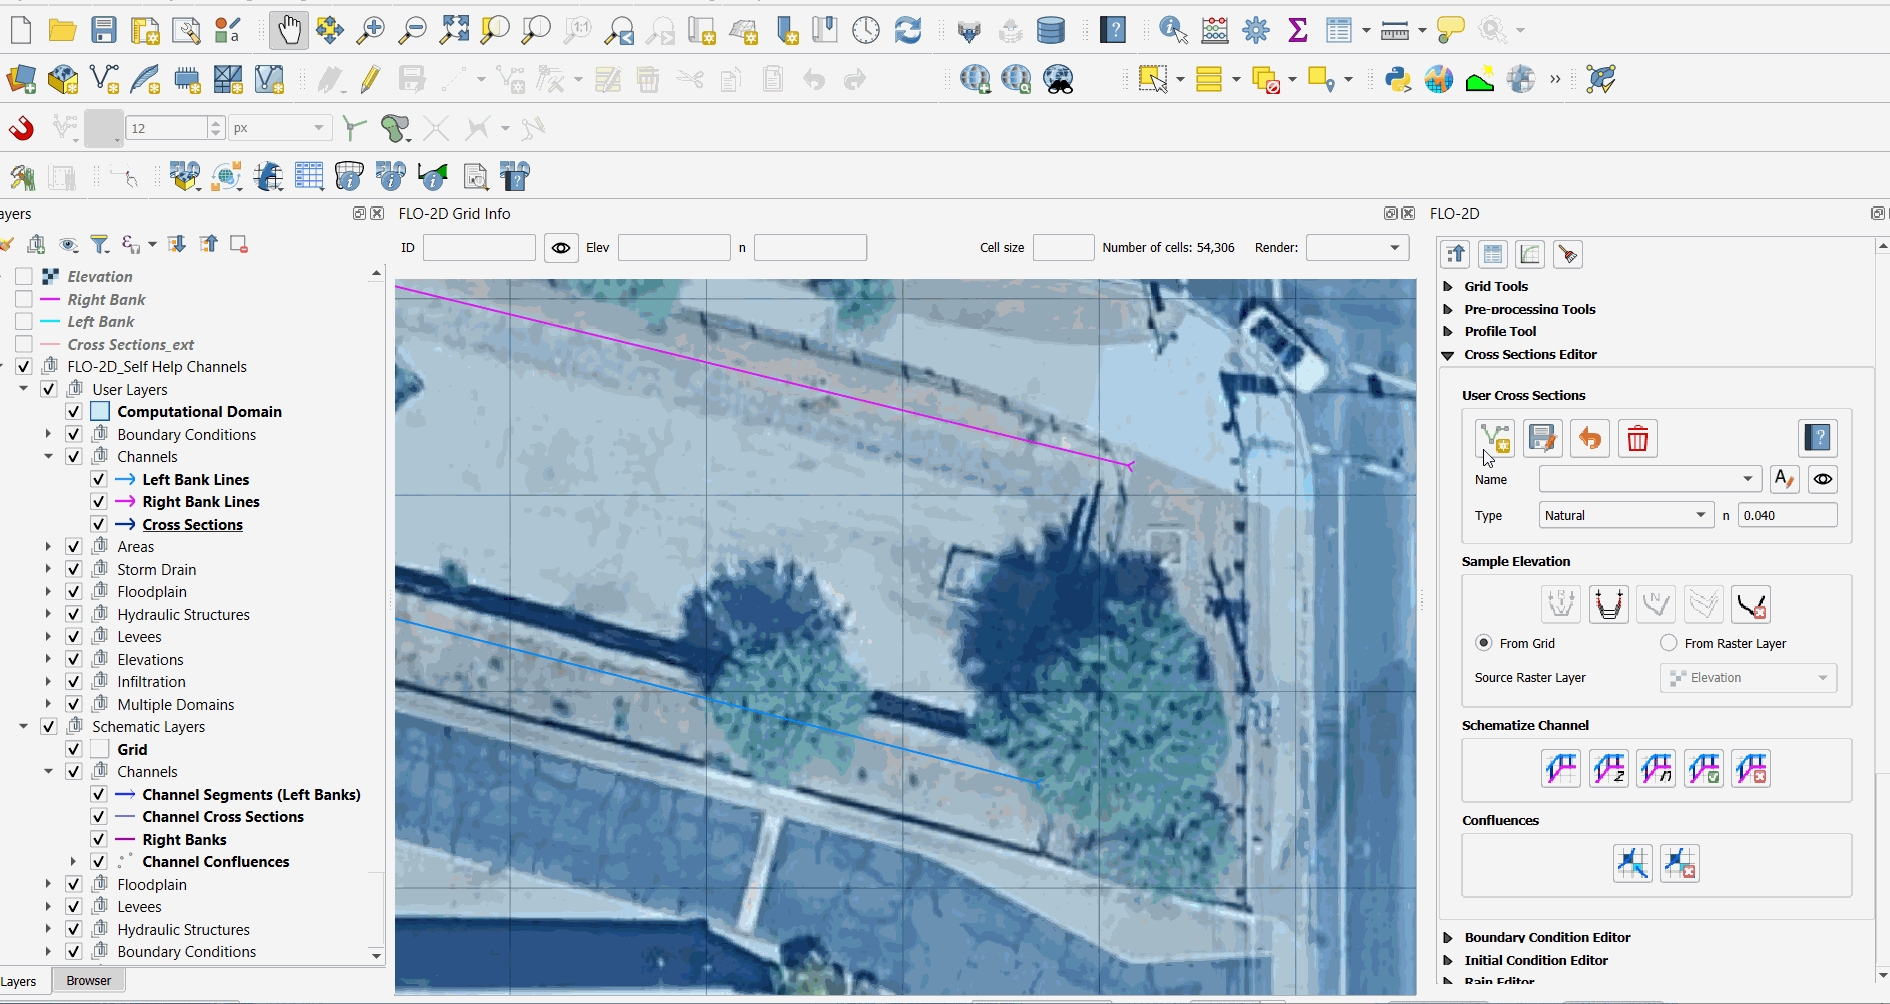 a
1:1
12
px
ayers
FLO-2D Grid Info
FLO-2D
ID
Elev
n
Cell size
Number of cells: 54,306
Render:
Elevation
Right Bank
Left Bank
Cross Sections_ext
FLO-2D_Self Help Channels
User Layers
Computational Domain
Boundary Conditions
Channels
Left Bank Lines
Right Bank Lines
Cross Sections
Areas
Storm Drain
Floodplain
Hydraulic Structures
Levees
Elevations
Infiltration
Multiple Domains
Schematic Layers
Grid
Channels
Channel Segments (Left Banks)
Channel Cross Sections
Right Banks
Channel Confluences
Floodplain
Levees
Hydraulic Structures
Boundary Conditions
Layers
Browser
Grid Tools
Pre-processing Tools
Profile Tool
Cross Sections Editor
User Cross Sections
Name
Type
Natural
n
0.040
Sample Elevation
From Grid
From Raster Layer
Source Raster Layer
Elevation
Schematize Channel
Confluences
Boundary Condition Editor
Initial Condition Editor
Rain Editor